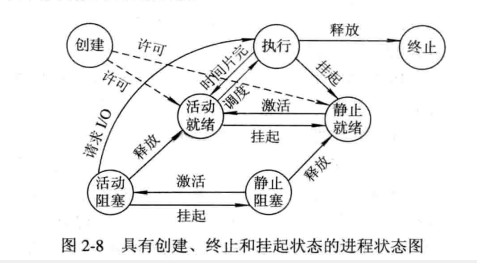 创建
许可
许可
执行
释放
终止
时间片完
调度
挂起
请求 I/O
活动
就绪
激活
挂起
静止
就绪
释放
释放
活动
阻塞
激活
挂起
静止
阻塞
图 2-8 具有创建、终止和挂起状态的进程状态图